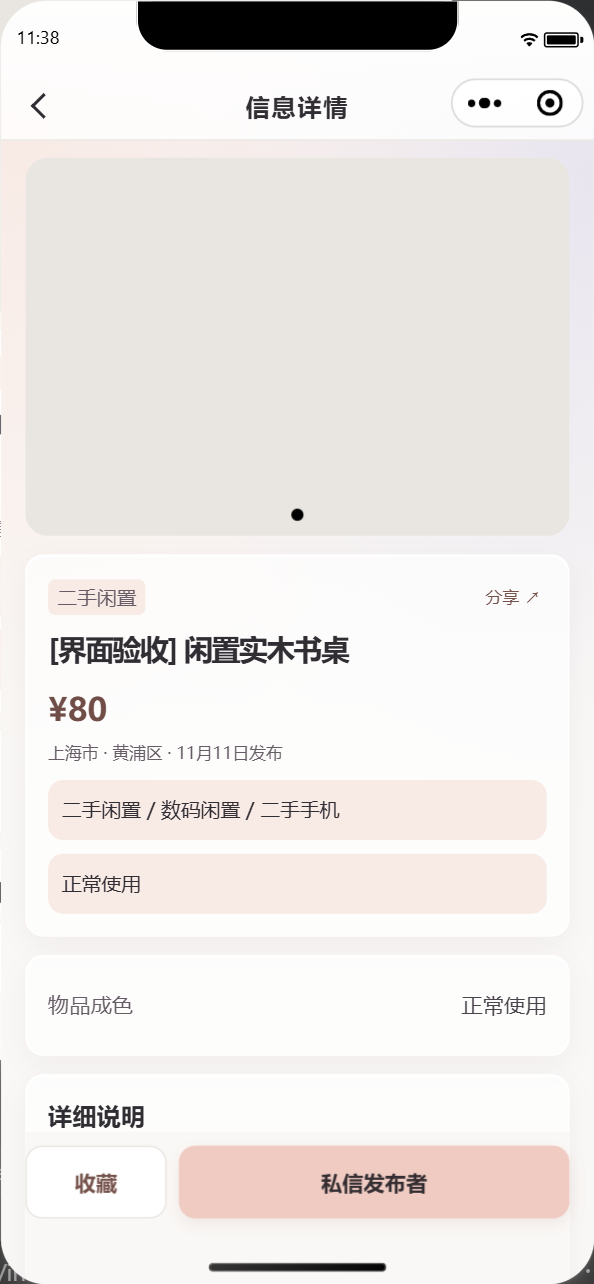 11:38
信息详情
二手闲置
分享 ↗
[界面验收] 闲置实木书桌
¥80
上海市 · 黄浦区 · 11月11日发布
二手闲置 / 数码闲置 / 二手手机
正常使用
物品成色 正常使用
详细说明
收藏 私信发布者